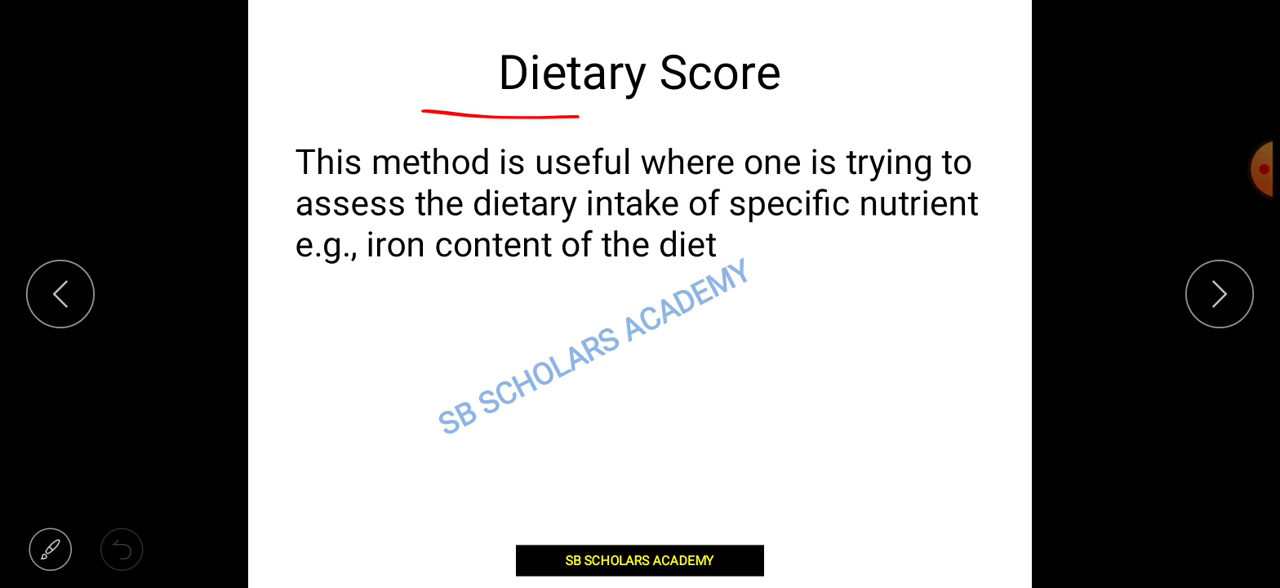 Dietary Score
This method is useful where one is trying to
assess the dietary intake of specific nutrient
e.g., iron content of the diet
SB SCHOLARS ACADEMY
SB SCHOLARS ACADEMY